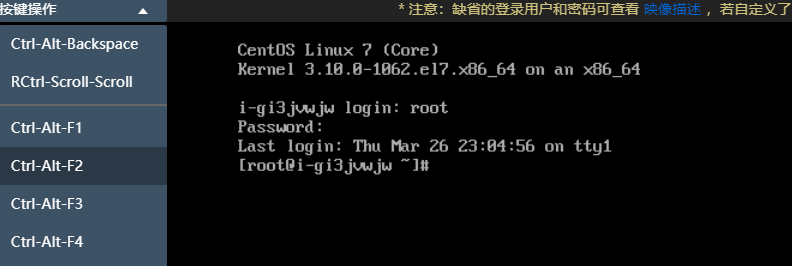 按键操作
* 注意：缺省的登录用户和密码可查看 映像描述 ，若自定义了
Ctrl-Alt-Backspace
RCtrl-Scroll-Scroll
Ctrl-Alt-F1
Ctrl-Alt-F2
Ctrl-Alt-F3
Ctrl-Alt-F4
CentOS Linux 7 (Core)
Kernel 3.10.0-1062.el7.x86_64 on an x86_64
i-gi3jvwjw login: root
Password:
Last login: Thu Mar 26 23:04:56 on tty1
[root@i-gi3jvwjw ~]#